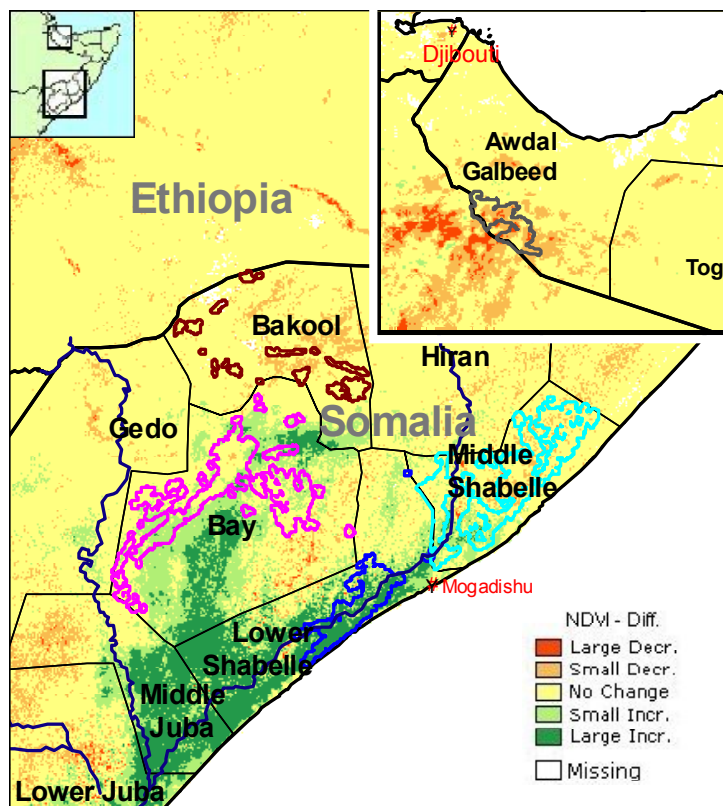 Djibouti
Awdal
Galbeed
Tog
Ethiopia
Bakool
Hiran
Somalia
Gedo
Middle
Shabelle
Bay
Mogadishu
Lower
Shabelle
Middle
Juba
Lower Juba
NDVI - Diff.
Large Decr.
Small Decr.
No Change
Small Incr.
Large Incr.
Missing